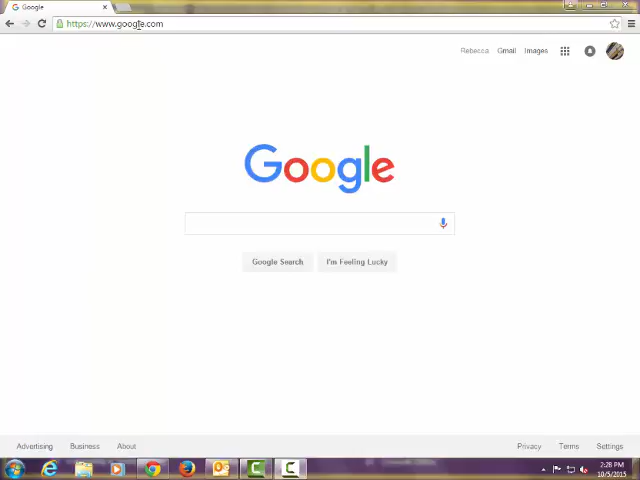 Google
https://www.google.com
Rebecca Gmail Images
Google
Google Search I'm Feeling Lucky
Advertising Business About
Privacy Terms Settings
2:28 PM
10/5/2015